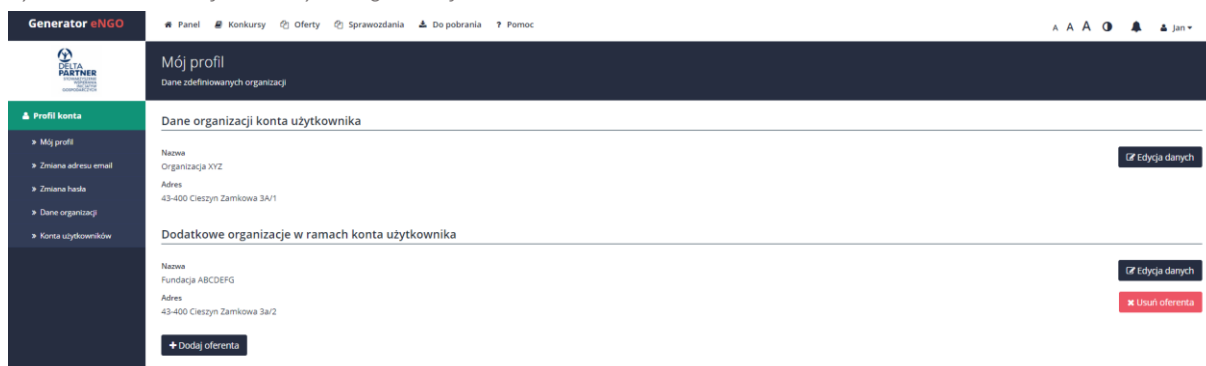 Generator eNGO
Panel Konkursy Oferty Sprawozdania Do pobrania ? Pomoc
A A A Jan
DELTA
PARTNER
Mój profil
Dane zdefiniowanych organizacji
Profil konta
» Mój profil
» Zmiana adresu email
» Zmiana hasła
» Dane organizacji
» Konta użytkowników
Dane organizacji konta użytkownika
Nazwa
Organizacja XYZ
Edycja danych
Adres
43-400 Cieszyn Zamkowa 3A/1
Dodatkowe organizacje w ramach konta użytkownika
Nazwa
Fundacja ABCDEFG
Edycja danych
Adres
43-400 Cieszyn Zamkowa 3a/2
Usuń oferenta
+ Dodaj oferenta